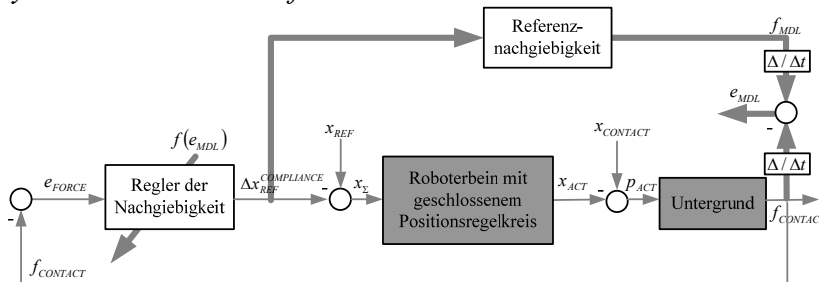 Referenz-
nachgiebigkeit
f_MDL
Δ / Δt
e_MDL
-
f(e_MDL)
x_REF
x_CONTACT
Δ / Δt
e_FORCE
Regler der
Nachgiebigkeit
Δx_REF^COMPLIANCE
-
x_Σ
Roboterbein mit
geschlossenem
Positionsregelkreis
x_ACT
-
p_ACT
Untergrund
f_CONTAC
-
f_CONTACT